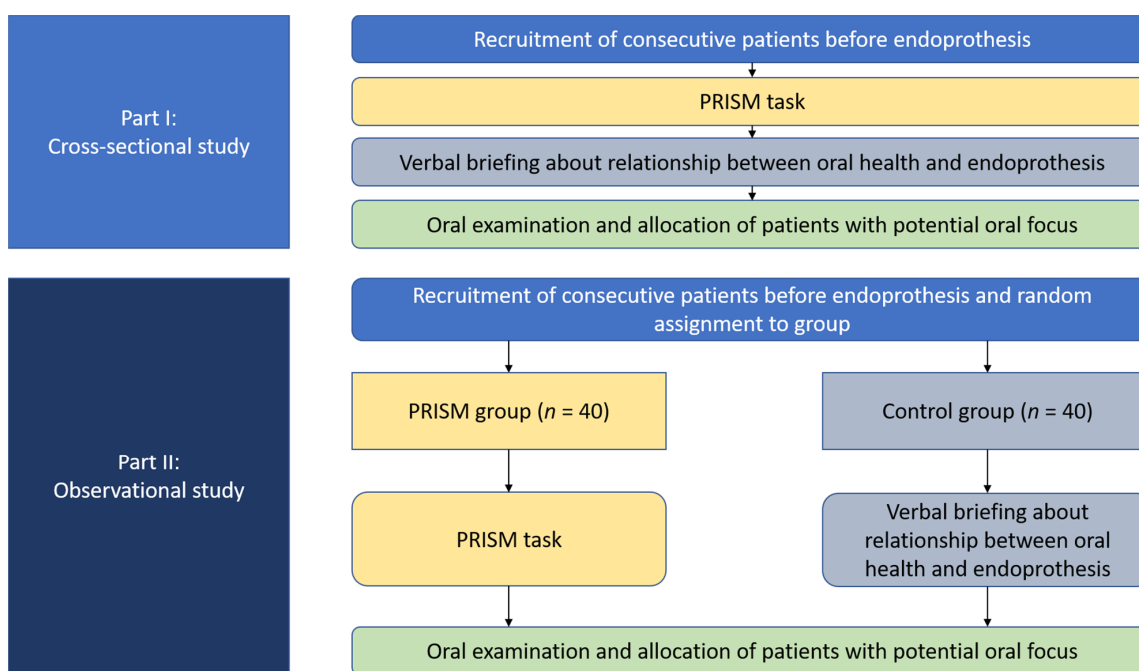 Part I:
Cross-sectional study
Recruitment of consecutive patients before endoprothesis
PRISM task
Verbal briefing about relationship between oral health and endoprothesis
Oral examination and allocation of patients with potential oral focus
Part II:
Observational study
Recruitment of consecutive patients before endoprothesis and random
assignment to group
PRISM group (n = 40)
Control group (n = 40)
PRISM task
Verbal briefing about
relationship between oral
health and endoprothesis
Oral examination and allocation of patients with potential oral focus